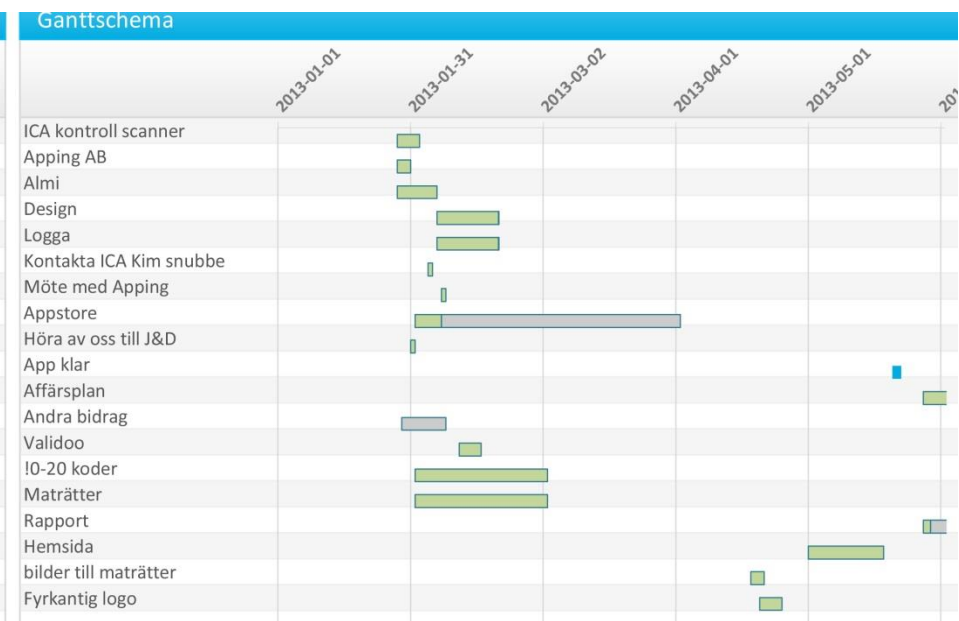 Ganttschema
2013-01-01
2013-01-31
2013-03-02
2013-04-01
2013-05-01
201
ICA kontroll scanner
Apping AB
Almi
Design
Logga
Kontakta ICA Kim snubbe
Möte med Apping
Appstore
Höra av oss till J&D
App klar
Affärsplan
Andra bidrag
Validoo
!0-20 koder
Maträtter
Rapport
Hemsida
bilder till maträtter
Fyrkantig logo